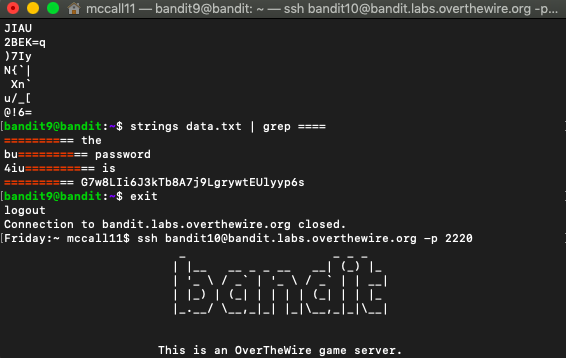 mccall11 — bandit9@bandit: ~ — ssh bandit10@bandit.labs.overthewire.org -p...
JIAU
2BEK=q
)7Iy
N{`|
Xn`
u/_[
@!6=
bandit9@bandit:~$ strings data.txt | grep ====
========== the
bu========== password
4iu========== is
========== G7w8LIi6J3kTb8A7j9LgrywtEUlyyp6s
bandit9@bandit:~$ exit
logout
Connection to bandit.labs.overthewire.org closed.
Friday:~ mccall11$ ssh bandit10@bandit.labs.overthewire.org -p 2220
bandit
This is an OverTheWire game server.